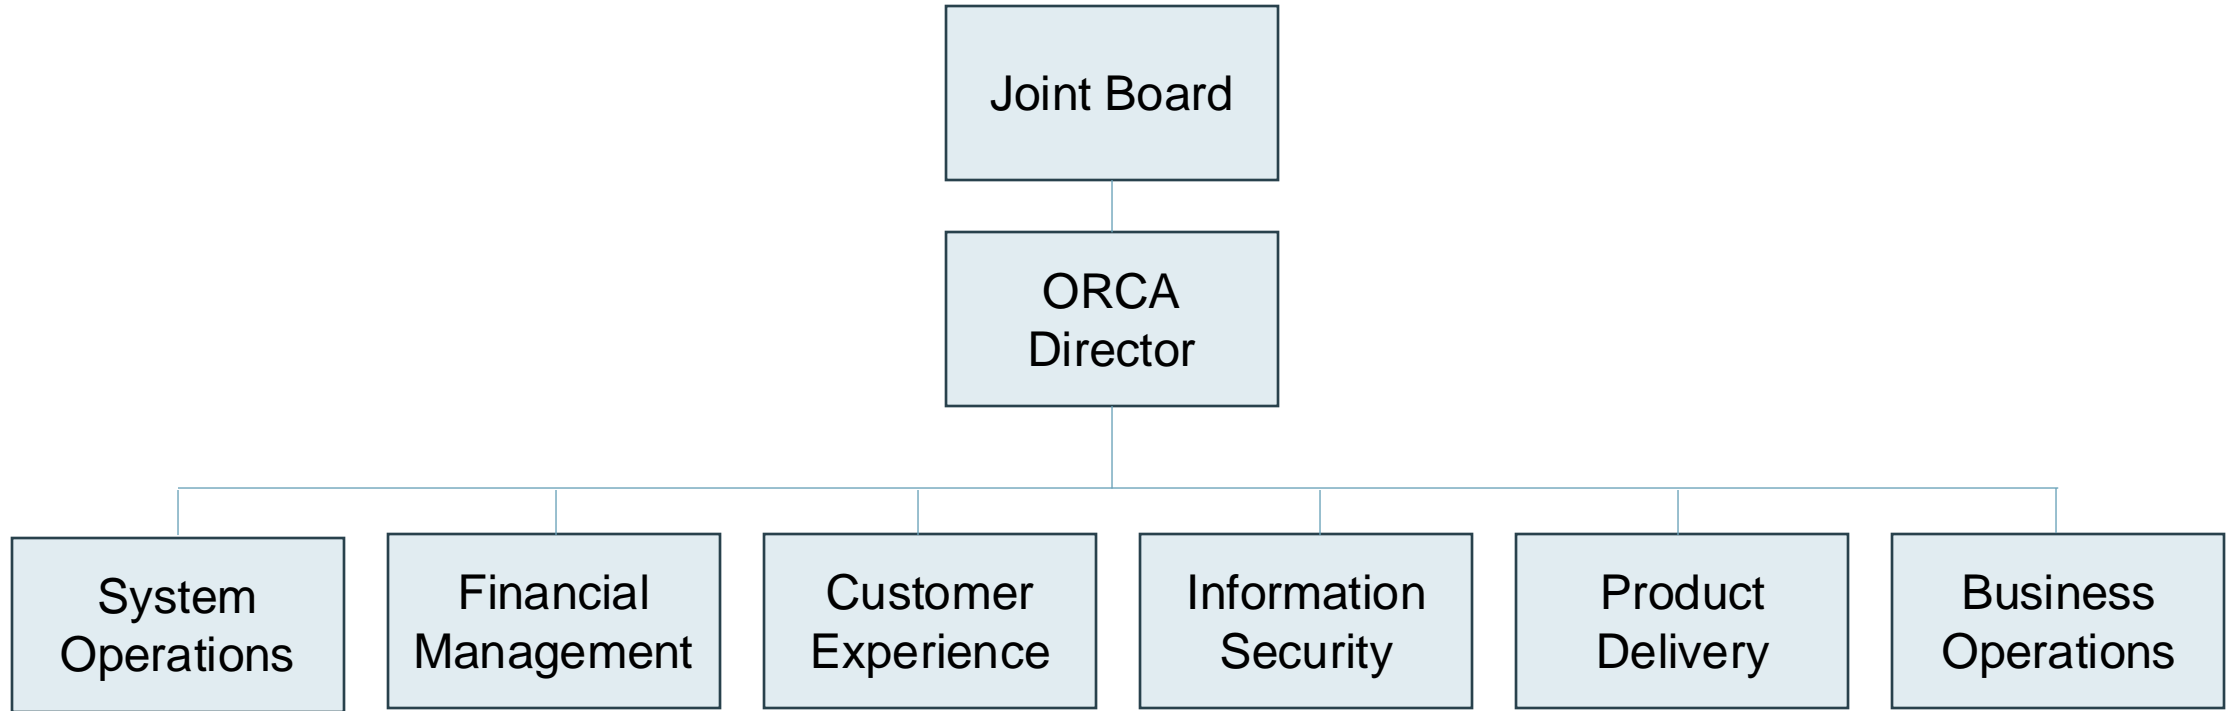 Joint Board
ORCA
Director
System
Operations
Financial
Management
Customer
Experience
Information
Security
Product
Delivery
Business
Operations